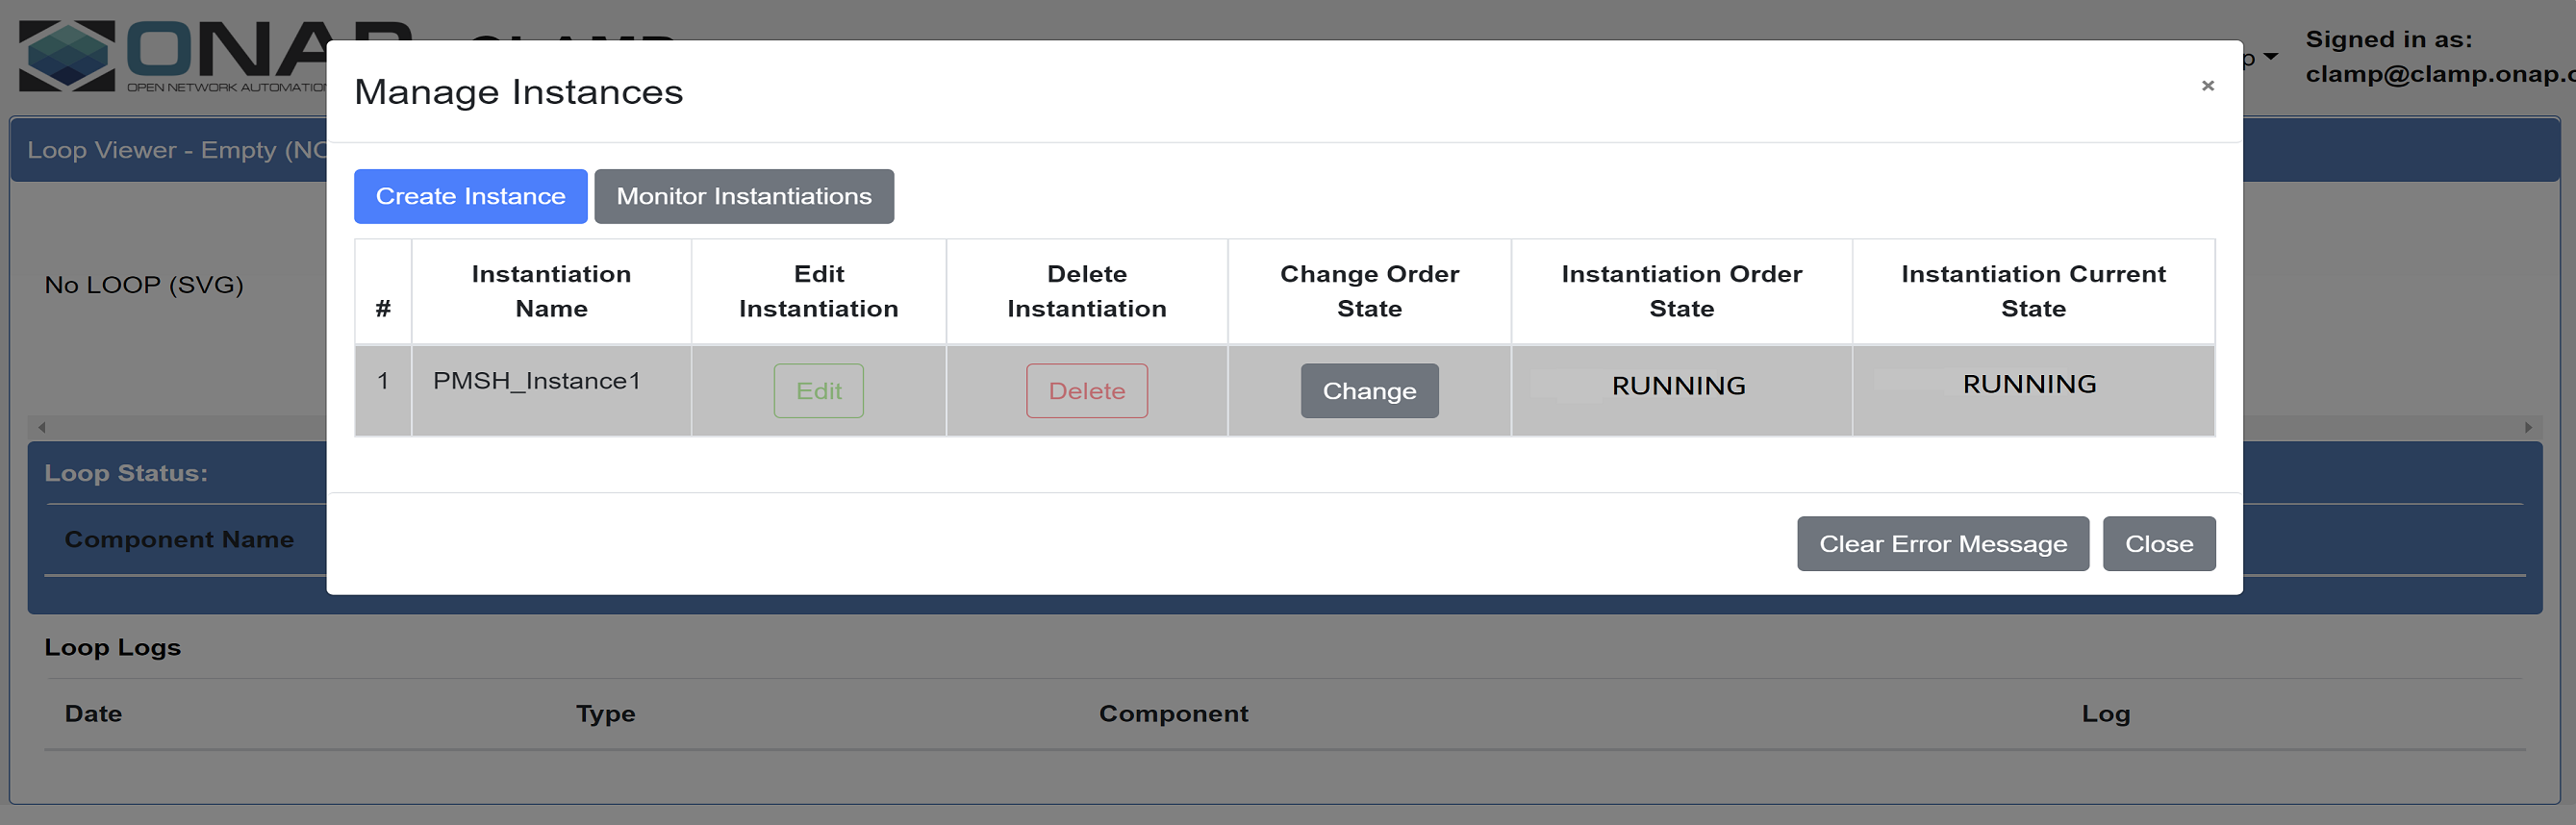 ONAP
OPEN NETWORK AUTOMATION
Signed in as:
clamp@clamp.onap.o
Manage Instances
×
Loop Viewer - Empty (NO
Create Instance
Monitor Instantiations
No LOOP (SVG)
# Instantiation Name Edit Instantiation Delete Instantiation Change Order State Instantiation Order State Instantiation Current State
1 PMSH_Instance1 Edit Delete Change RUNNING RUNNING
Loop Status:
Component Name
Clear Error Message
Close
Loop Logs
Date Type Component Log